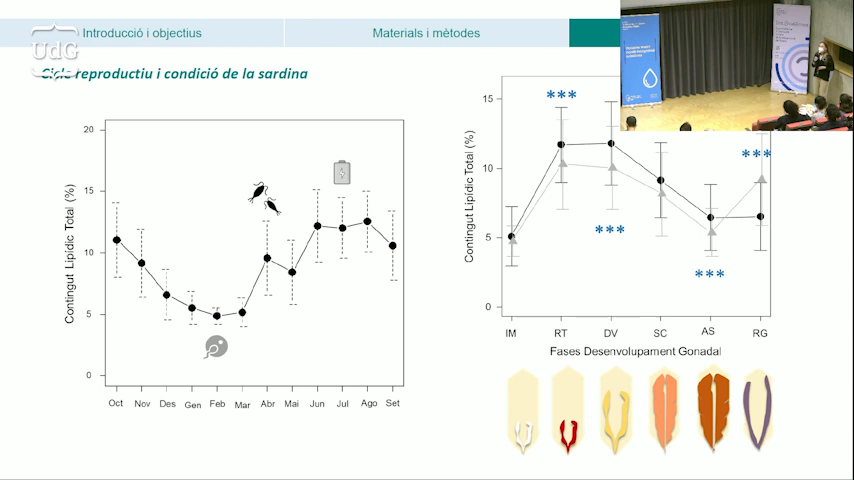 Introducció i objectius
Materials i mètodes
UdG
Cicle reproductiu i condició de la sardina
Contingut Lipídic Total (%)
20
15
10
5
0
Oct Nov Des Gen Feb Mar Abr Mai Jun Jul Ago Set
Contingut Lipídic Total (%)
15
10
5
0
***
***
***
***
IM RT DV SC AS RG
Fases Desenvolupament Gonadal